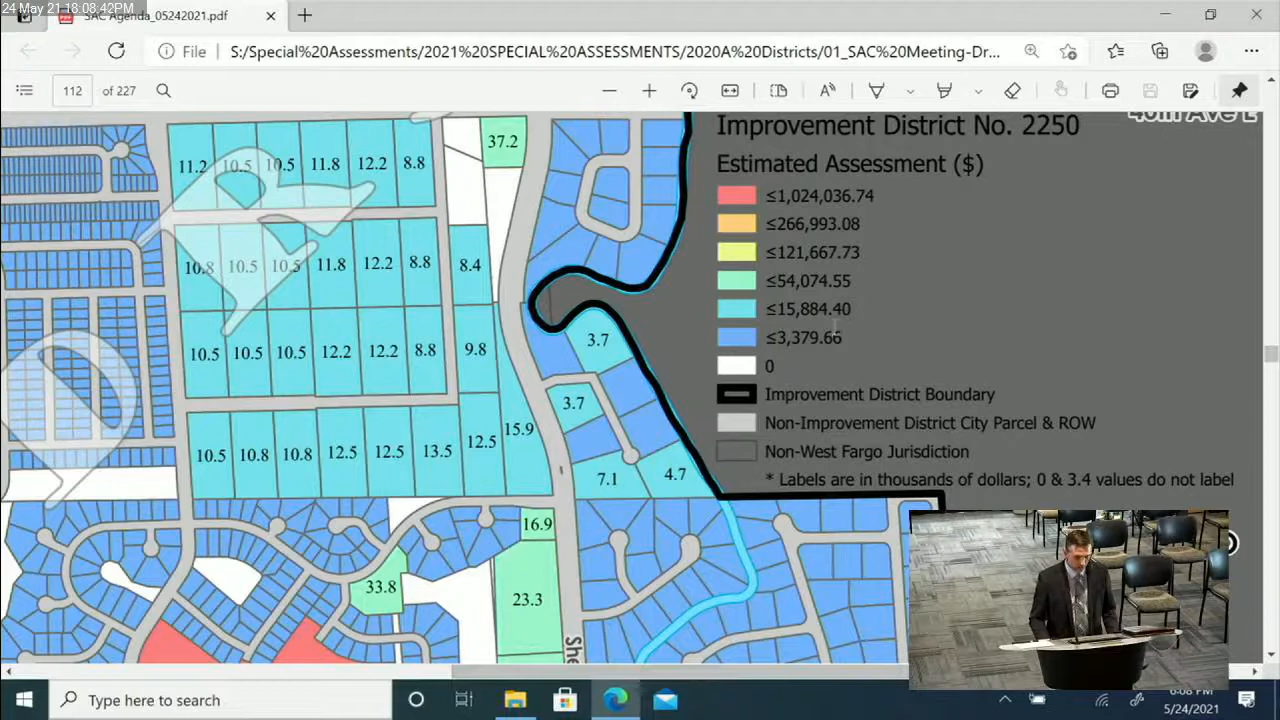 24 May 21 18:08:42PM
SAC Agenda_05242021.pdf
File
S:/Special%20Assessments/2021%20SPECIAL%20ASSESSMENTS/2020A%20Districts/01_SAC%20Meeting-Dr...
112 of 227
40th Ave E
Improvement District No. 2250
Estimated Assessment ($)
≤1,024,036.74
≤266,993.08
≤121,667.73
≤54,074.55
≤15,884.40
≤3,379.66
0
Improvement District Boundary
Non-Improvement District City Parcel & ROW
Non-West Fargo Jurisdiction
* Labels are in thousands of dollars; 0 & 3.4 values do not label
37.2
11.2 10.5 10.5 11.8 12.2 8.8
10.8 10.5 10.5 11.8 12.2 8.8 8.4
10.5 10.5 10.5 12.2 12.2 8.8 9.8
3.7
3.7
10.5 10.8 10.8 12.5 12.5 13.5 12.5 15.9
7.1 4.7
16.9
33.8
23.3
She
D R
Type here to search
6:08 PM
5/24/2021